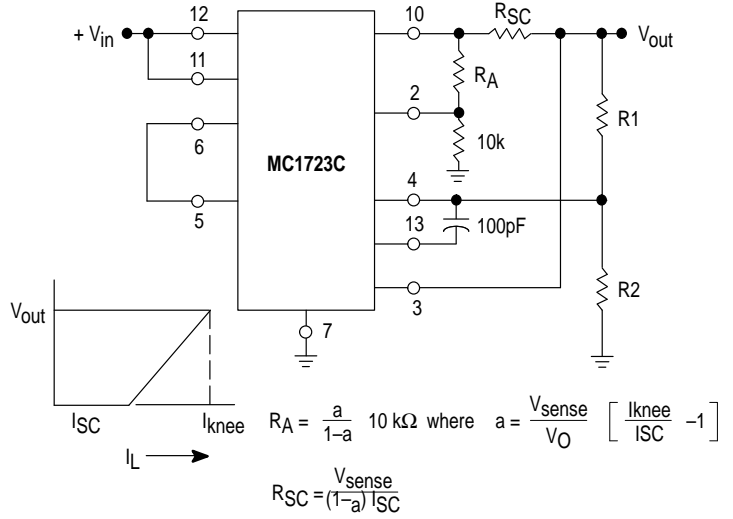 12
10
RSC
+ Vin
Vout
11
RA
2
R1
6
10k
MC1723C
4
5
13
100pF
3
R2
Vout
7
ISC
Iknee
IL
RA = a/1–a 10 kΩ where a = Vsense/VO [ Iknee/ISC –1 ]
RSC = Vsense/(1–a) ISC